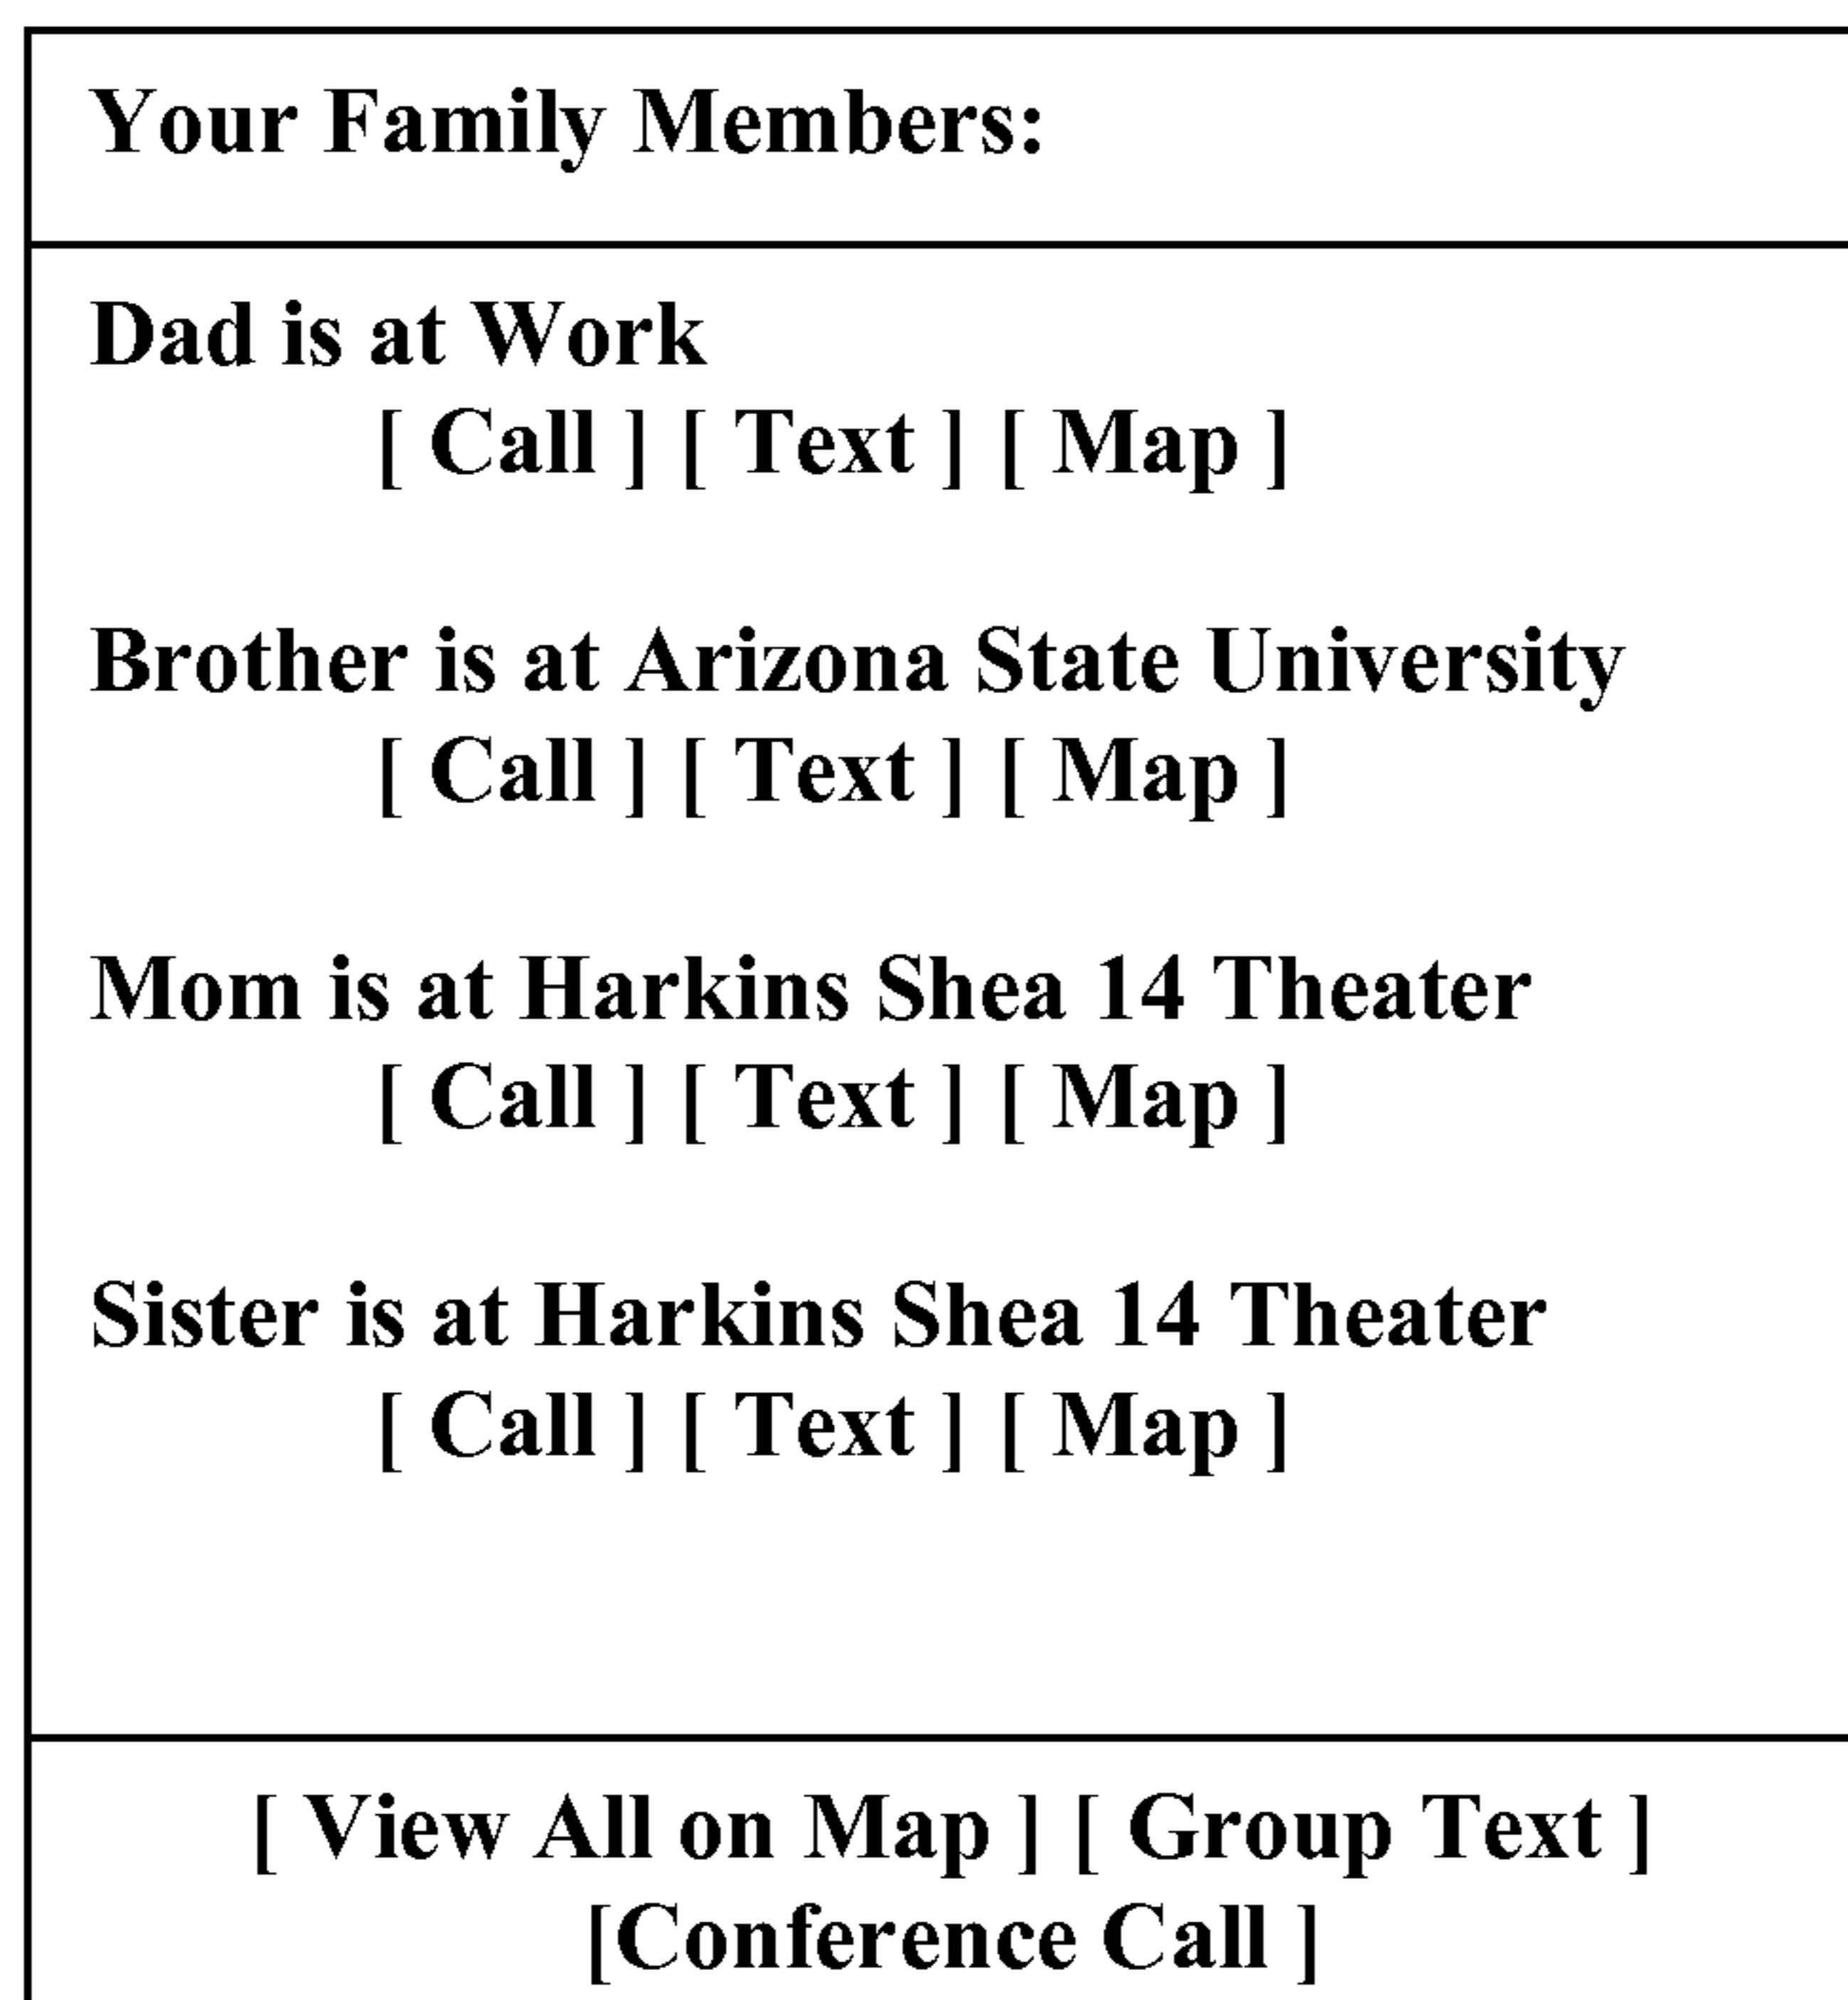 Your Family Members:
Dad is at Work
[ Call ] [ Text ] [ Map ]
Brother is at Arizona State University
[ Call ] [ Text ] [ Map ]
Mom is at Harkins Shea 14 Theater
[ Call ] [ Text ] [ Map ]
Sister is at Harkins Shea 14 Theater
[ Call ] [ Text ] [ Map ]
[ View All on Map ] [ Group Text ]
[Conference Call ]